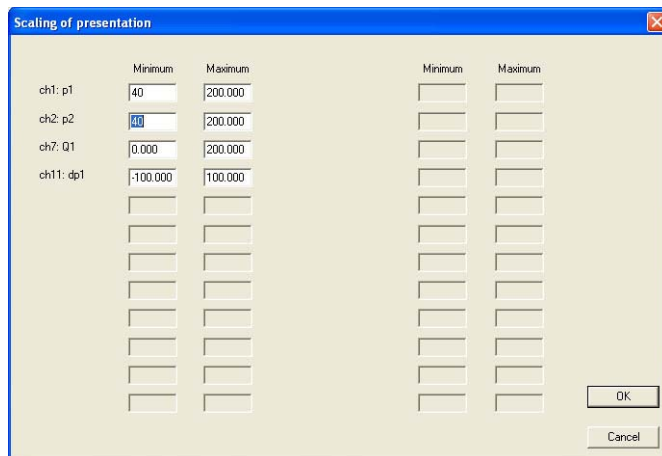 Scaling of presentation
Minimum Maximum Minimum Maximum
ch1: p1 40 200.000
ch2: p2 40 200.000
ch7: Q1 0.000 200.000
ch11: dp1 -100.000 100.000
OK
Cancel